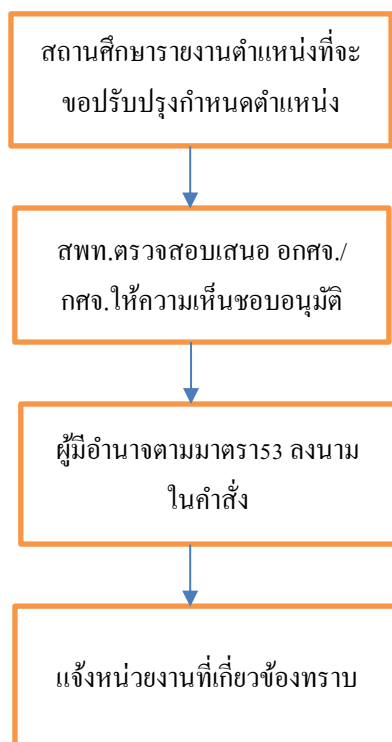 สถานศึกษารายงานตำแหน่งที่จะ
ขอปรับปรุงกำหนดตำแหน่ง
สพท.ตรวจสอบเสนอ อกศจ./
กศจ.ให้ความเห็นชอบอนุมัติ
ผู้มีอำนาจตามมาตรา53 ลงนาม
ในคำสั่ง
แจ้งหน่วยงานที่เกี่ยวข้องทราบ